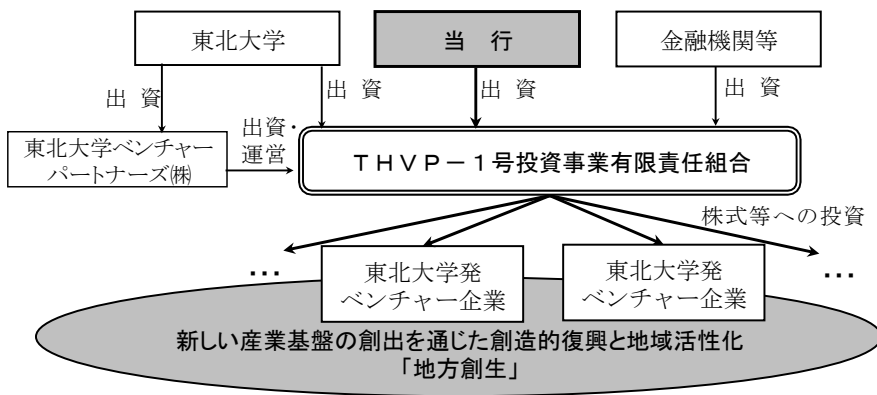 東北大学
当 行
金融機関等
出 資
出 資
出 資
出 資
東北大学ベンチャー
パートナーズ㈱
出資・
運営
THVP－1号投資事業有限責任組合
株式等への投資
…
東北大学発
ベンチャー企業
東北大学発
ベンチャー企業
…
新しい産業基盤の創出を通じた創造的復興と地域活性化
「地方創生」